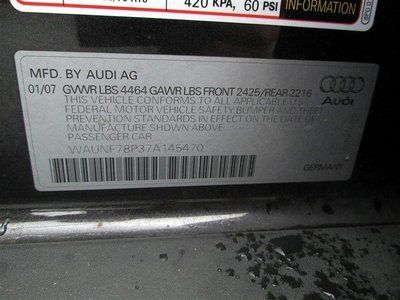 420 KPA, 60 PSI
INFORMATION
MFD. BY AUDI AG
01/07 GVWR LBS 4464 GAWR LBS FRONT 2425/REAR 2216
THIS VEHICLE CONFORMS TO ALL APPLICABLE U.S.
FEDERAL MOTOR VEHICLE SAFETY BUMPER AND THEFT
PREVENTION STANDARDS IN EFFECT ON THE
DATE OF MANUFACTURE SHOWN ABOVE.
PASSENGER CAR
Audi
WAUNF78P37A145470
GERMANY